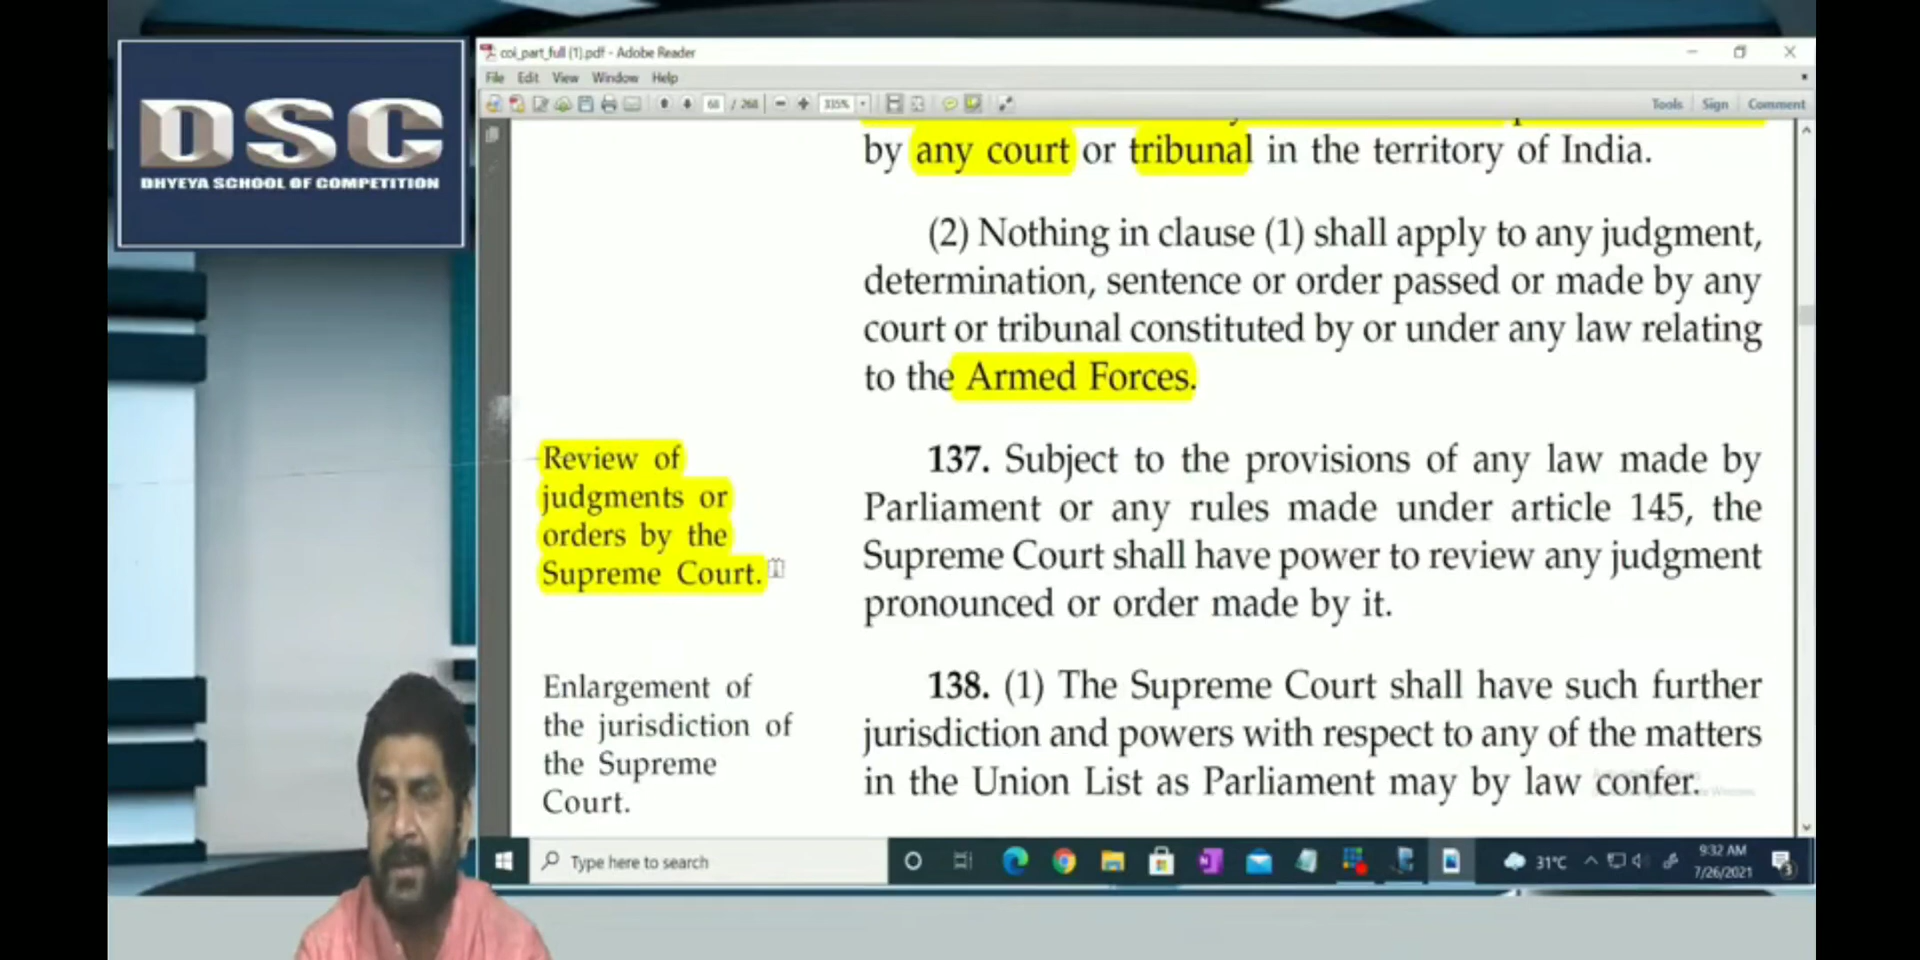 DSC
DHYEYA SCHOOL OF COMPETITION
coi_part_full (1).pdf - Adobe Reader
File Edit View Window Help
68 / 268 335% Tools Sign Comment
by any court or tribunal in the territory of India.
(2) Nothing in clause (1) shall apply to any judgment,
determination, sentence or order passed or made by any
court or tribunal constituted by or under any law relating
to the Armed Forces.
Review of
judgments or
orders by the
Supreme Court.
137. Subject to the provisions of any law made by
Parliament or any rules made under article 145, the
Supreme Court shall have power to review any judgment
pronounced or order made by it.
Enlargement of
the jurisdiction of
the Supreme
Court.
138. (1) The Supreme Court shall have such further
jurisdiction and powers with respect to any of the matters
in the Union List as Parliament may by law confer.
Type here to search
31°C
9:32 AM
7/26/2021
3